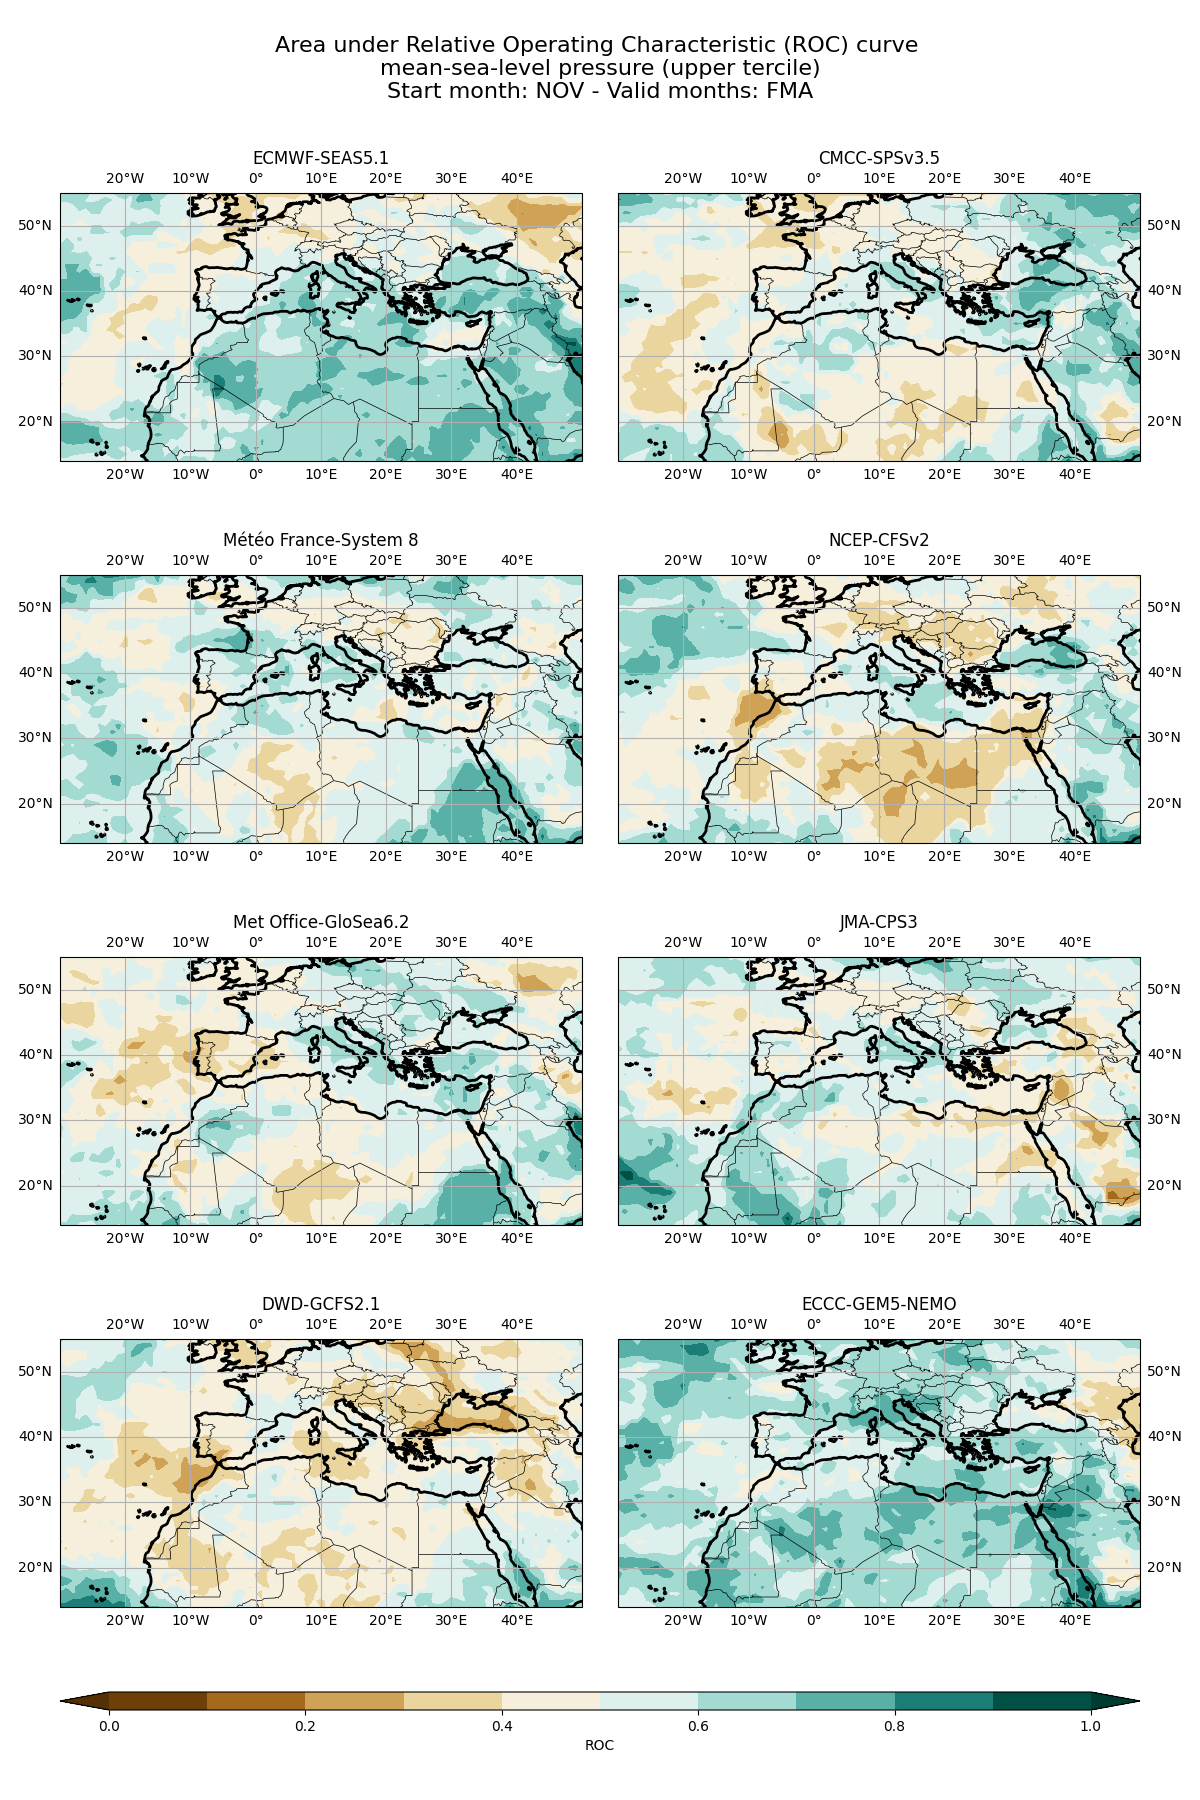 Area under Relative Operating Characteristic (ROC) curve
mean-sea-level pressure (upper tercile)
Start month: NOV - Valid months: FMA
ECMWF-SEAS5.1
20°W 10°W 0° 10°E 20°E 30°E 40°E
50°N
40°N
30°N
20°N
20°W 10°W 0° 10°E 20°E 30°E 40°E
CMCC-SPSv3.5
20°W 10°W 0° 10°E 20°E 30°E 40°E
50°N
40°N
30°N
20°N
20°W 10°W 0° 10°E 20°E 30°E 40°E
Météo France-System 8
20°W 10°W 0° 10°E 20°E 30°E 40°E
50°N
40°N
30°N
20°N
20°W 10°W 0° 10°E 20°E 30°E 40°E
NCEP-CFSv2
20°W 10°W 0° 10°E 20°E 30°E 40°E
50°N
40°N
30°N
20°N
20°W 10°W 0° 10°E 20°E 30°E 40°E
Met Office-GloSea6.2
20°W 10°W 0° 10°E 20°E 30°E 40°E
50°N
40°N
30°N
20°N
20°W 10°W 0° 10°E 20°E 30°E 40°E
JMA-CPS3
20°W 10°W 0° 10°E 20°E 30°E 40°E
50°N
40°N
30°N
20°N
20°W 10°W 0° 10°E 20°E 30°E 40°E
DWD-GCFS2.1
20°W 10°W 0° 10°E 20°E 30°E 40°E
50°N
40°N
30°N
20°N
20°W 10°W 0° 10°E 20°E 30°E 40°E
ECCC-GEM5-NEMO
20°W 10°W 0° 10°E 20°E 30°E 40°E
50°N
40°N
30°N
20°N
20°W 10°W 0° 10°E 20°E 30°E 40°E
0.0 0.2 0.4 0.6 0.8 1.0
ROC